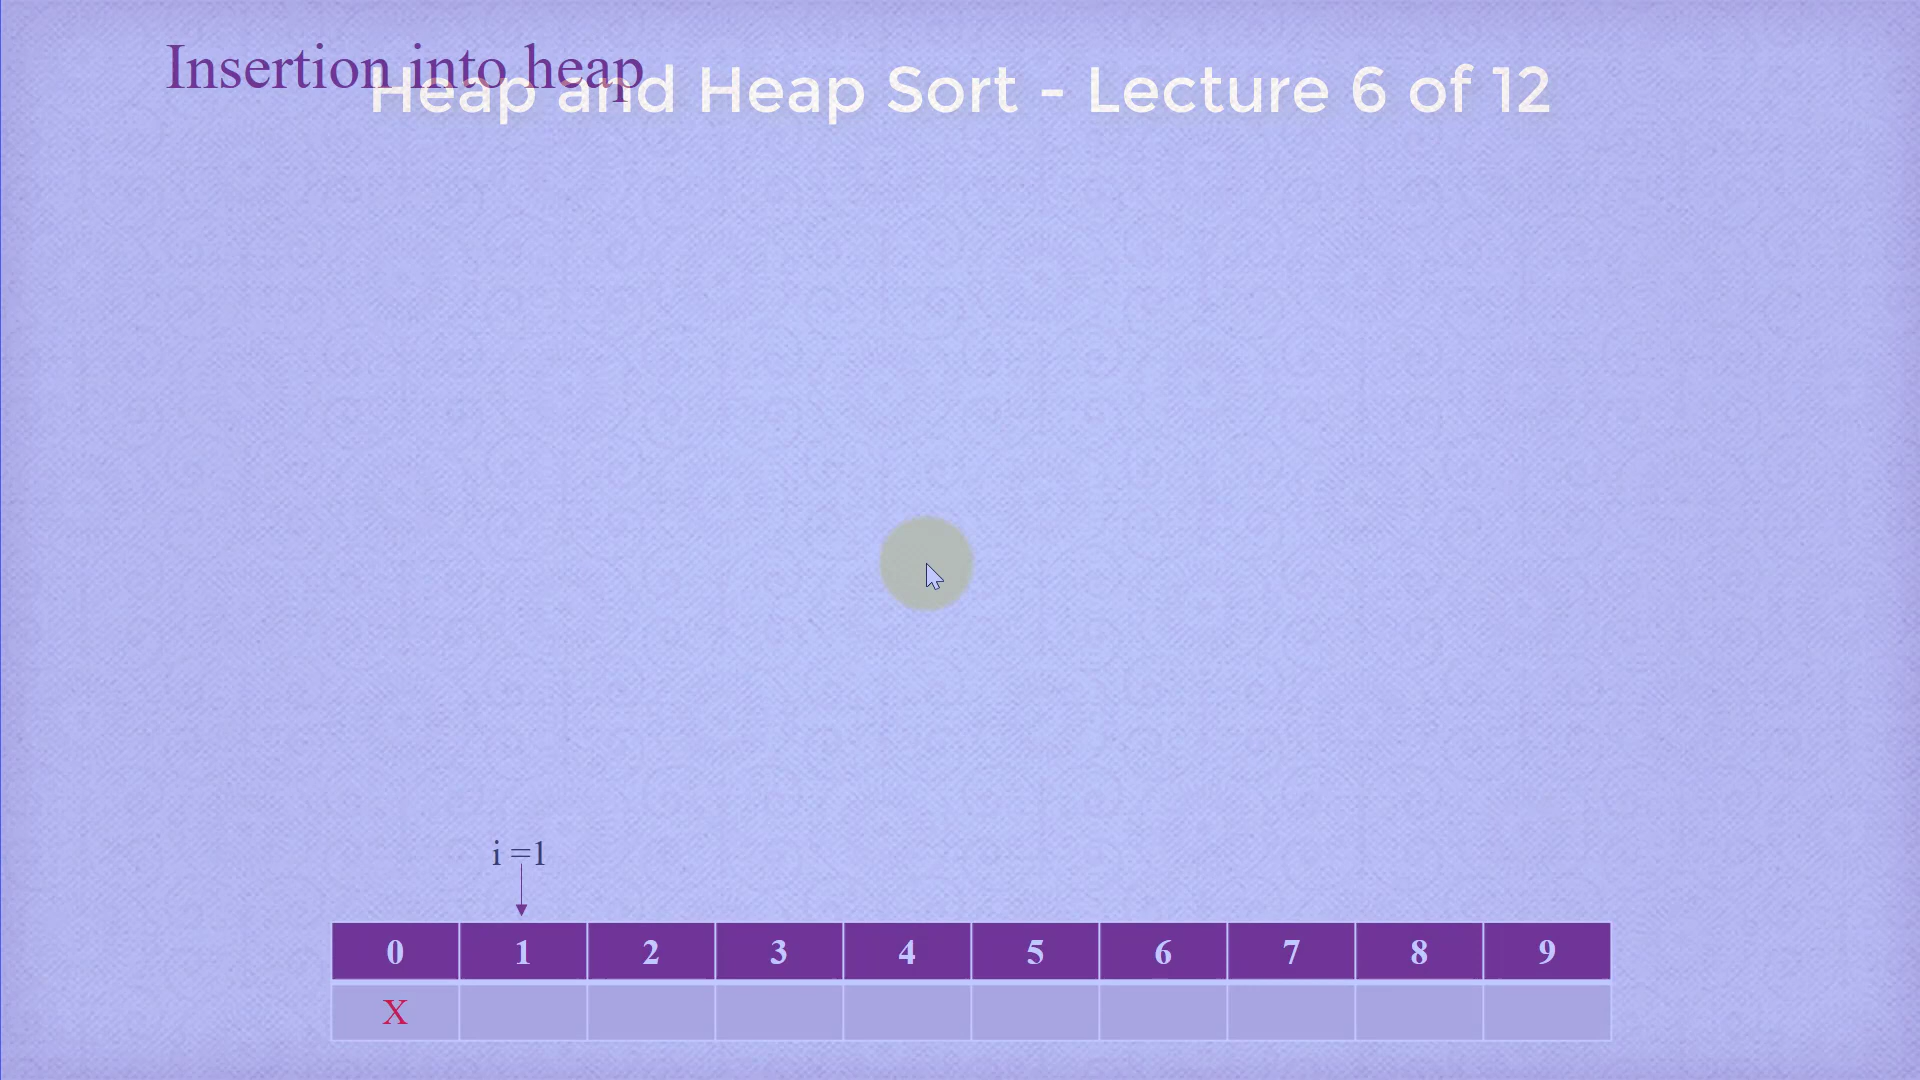 Insertion into heap
Heap and Heap Sort - Lecture 6 of 12
i =1
0 1 2 3 4 5 6 7 8 9
X